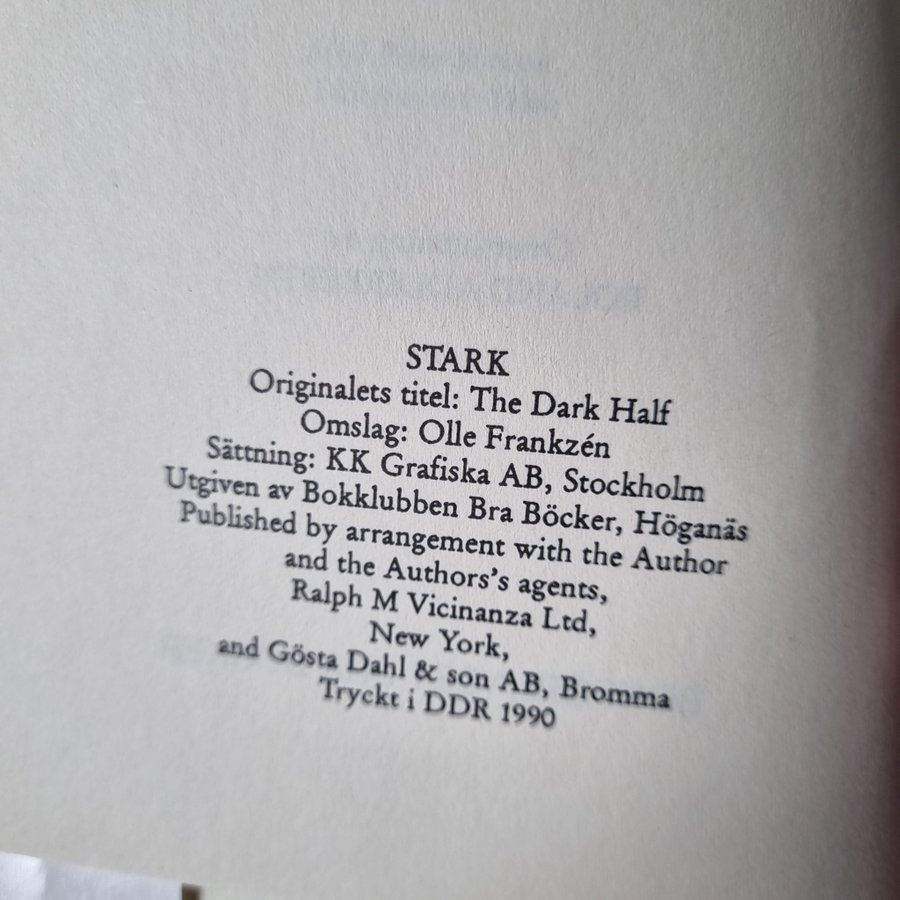 STARK
Originalets titel: The Dark Half
Omslag: Olle Frankzén
Sättning: KK Grafiska AB, Stockholm
Utgiven av Bokklubben Bra Böcker, Höganäs
Published by arrangement with the Author
and the Authors's agents,
Ralph M Vicinanza Ltd,
New York,
and Gösta Dahl & son AB, Bromma
Tryckt i DDR 1990